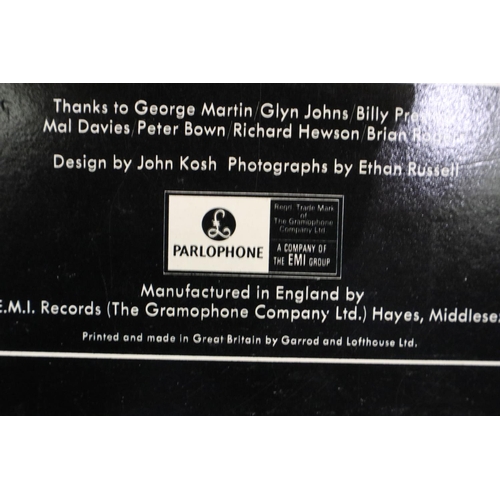 Thanks to George Martin/Glyn Johns/Billy
Mal Davies/Peter Bown/Richard Hewson/Brian
Design by John Kosh Photographs by Ethan Russell
Regd. Trade Mark
of
The Gramophone
Company Ltd.
PARLOPHONE
A COMPANY OF
THE EMI GROUP
Manufactured in England by
E.M.I. Records (The Gramophone Company Ltd.) Hayes, Middlesex
Printed and made in Great Britain by Garrod and Lofthouse Ltd.